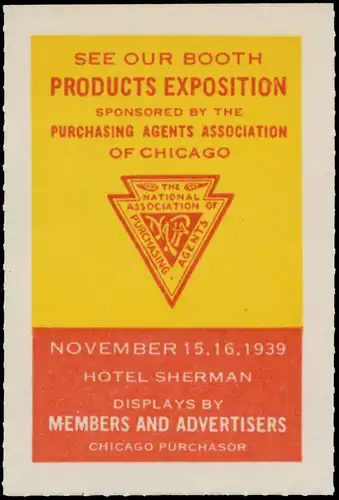 SEE OUR BOOTH
PRODUCTS EXPOSITION
SPONSORED BY THE
PURCHASING AGENTS ASSOCIATION
OF CHICAGO
THE
NATIONAL
ASSOCIATION OF
PURCHASING AGENTS
NOVEMBER 15, 16, 1939
HOTEL SHERMAN
DISPLAYS BY
MEMBERS AND ADVERTISERS
CHICAGO PURCHASOR